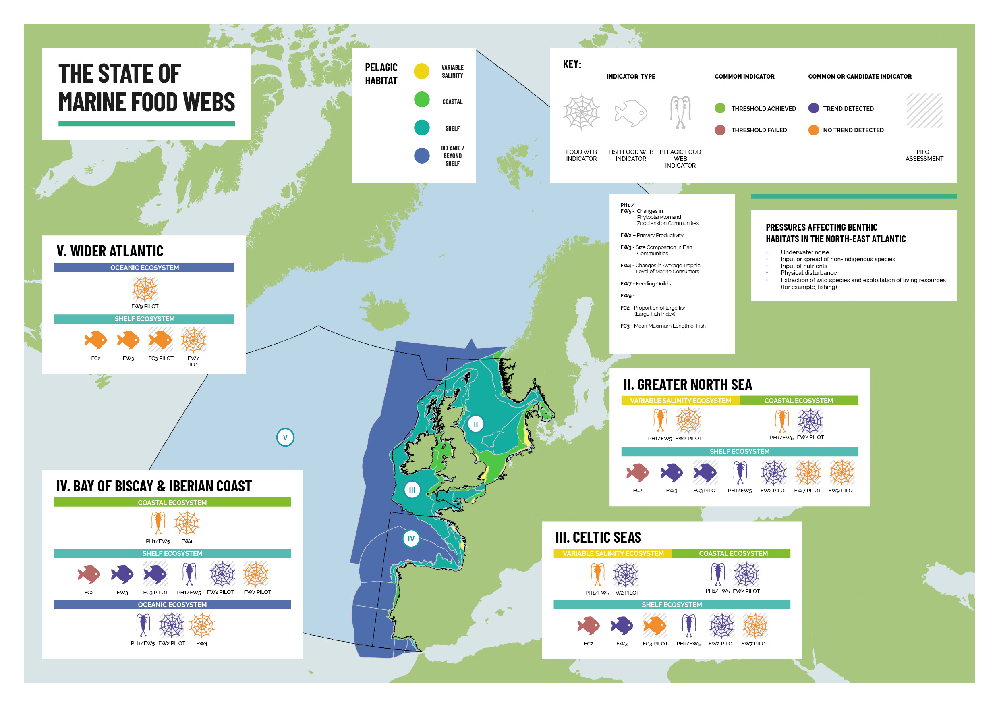 THE STATE OF
MARINE FOOD WEBS
PELAGIC
HABITAT
VARIABLE
SALINITY
COASTAL
SHELF
OCEANIC /
BEYOND
SHELF
KEY:
INDICATOR TYPE
COMMON INDICATOR
COMMON OR CANDIDATE INDICATOR
THRESHOLD ACHIEVED
TREND DETECTED
THRESHOLD FAILED
NO TREND DETECTED
FOOD WEB
INDICATOR
FISH FOOD WEB
INDICATOR
PELAGIC FOOD
WEB
INDICATOR
PILOT
ASSESSMENT
PH1 /
FW5 - Changes in
Phytoplankton and
Zooplankton Communities
FW2 – Primary Productivity
FW3 - Size Composition in Fish
Communities
FW4 - Changes in Average Trophic
Level of Marine Consumers
FW7 - Feeding Guilds
FW9 -
FC2 - Proportion of large fish
(Large Fish Index)
FC3 - Mean Maximum Length of Fish
PRESSURES AFFECTING BENTHIC
HABITATS IN THE NORTH-EAST ATLANTIC
• Underwater noise
• Input or spread of non-indigenous species
• Input of nutrients
• Physical disturbance
• Extraction of wild species and exploitation of living resources
(for example, fishing)
V. WIDER ATLANTIC
OCEANIC ECOSYSTEM
FW9 PILOT
SHELF ECOSYSTEM
FC2 FW3 FC3 PILOT FW7
PILOT
II. GREATER NORTH SEA
VARIABLE SALINITY ECOSYSTEM COASTAL ECOSYSTEM
PH1/FW5 FW2 PILOT PH1/FW5 FW2 PILOT
SHELF ECOSYSTEM
FC2 FW3 FC3 PILOT PH1/FW5 FW2 PILOT FW7 PILOT FW9 PILOT
II
V
III
IV
IV. BAY OF BISCAY & IBERIAN COAST
COASTAL ECOSYSTEM
PH1/FW5 FW4
SHELF ECOSYSTEM
FC2 FW3 FC3 PILOT PH1/FW5 FW2 PILOT FW7 PILOT
OCEANIC ECOSYSTEM
PH1/FW5 FW2 PILOT FW4
III. CELTIC SEAS
VARIABLE SALINITY ECOSYSTEM COASTAL ECOSYSTEM
PH1/FW5 FW2 PILOT PH1/FW5 FW2 PILOT
SHELF ECOSYSTEM
FC2 FW3 FC3 PILOT PH1/FW5 FW2 PILOT FW7 PILOT